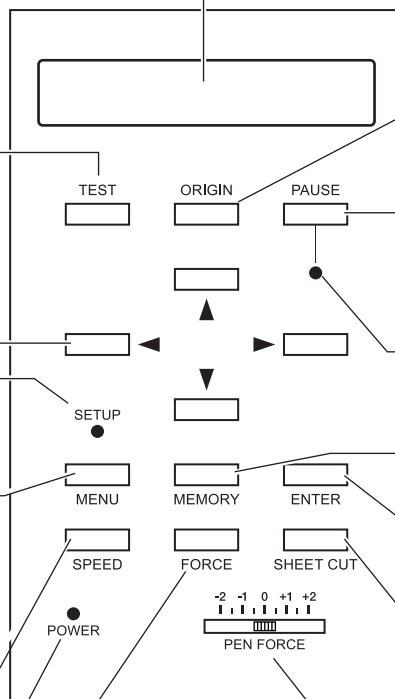 TEST ORIGIN PAUSE
SETUP
MENU MEMORY ENTER
SPEED FORCE SHEET CUT
-2 -1 0 +1 +2
POWER
PEN FORCE